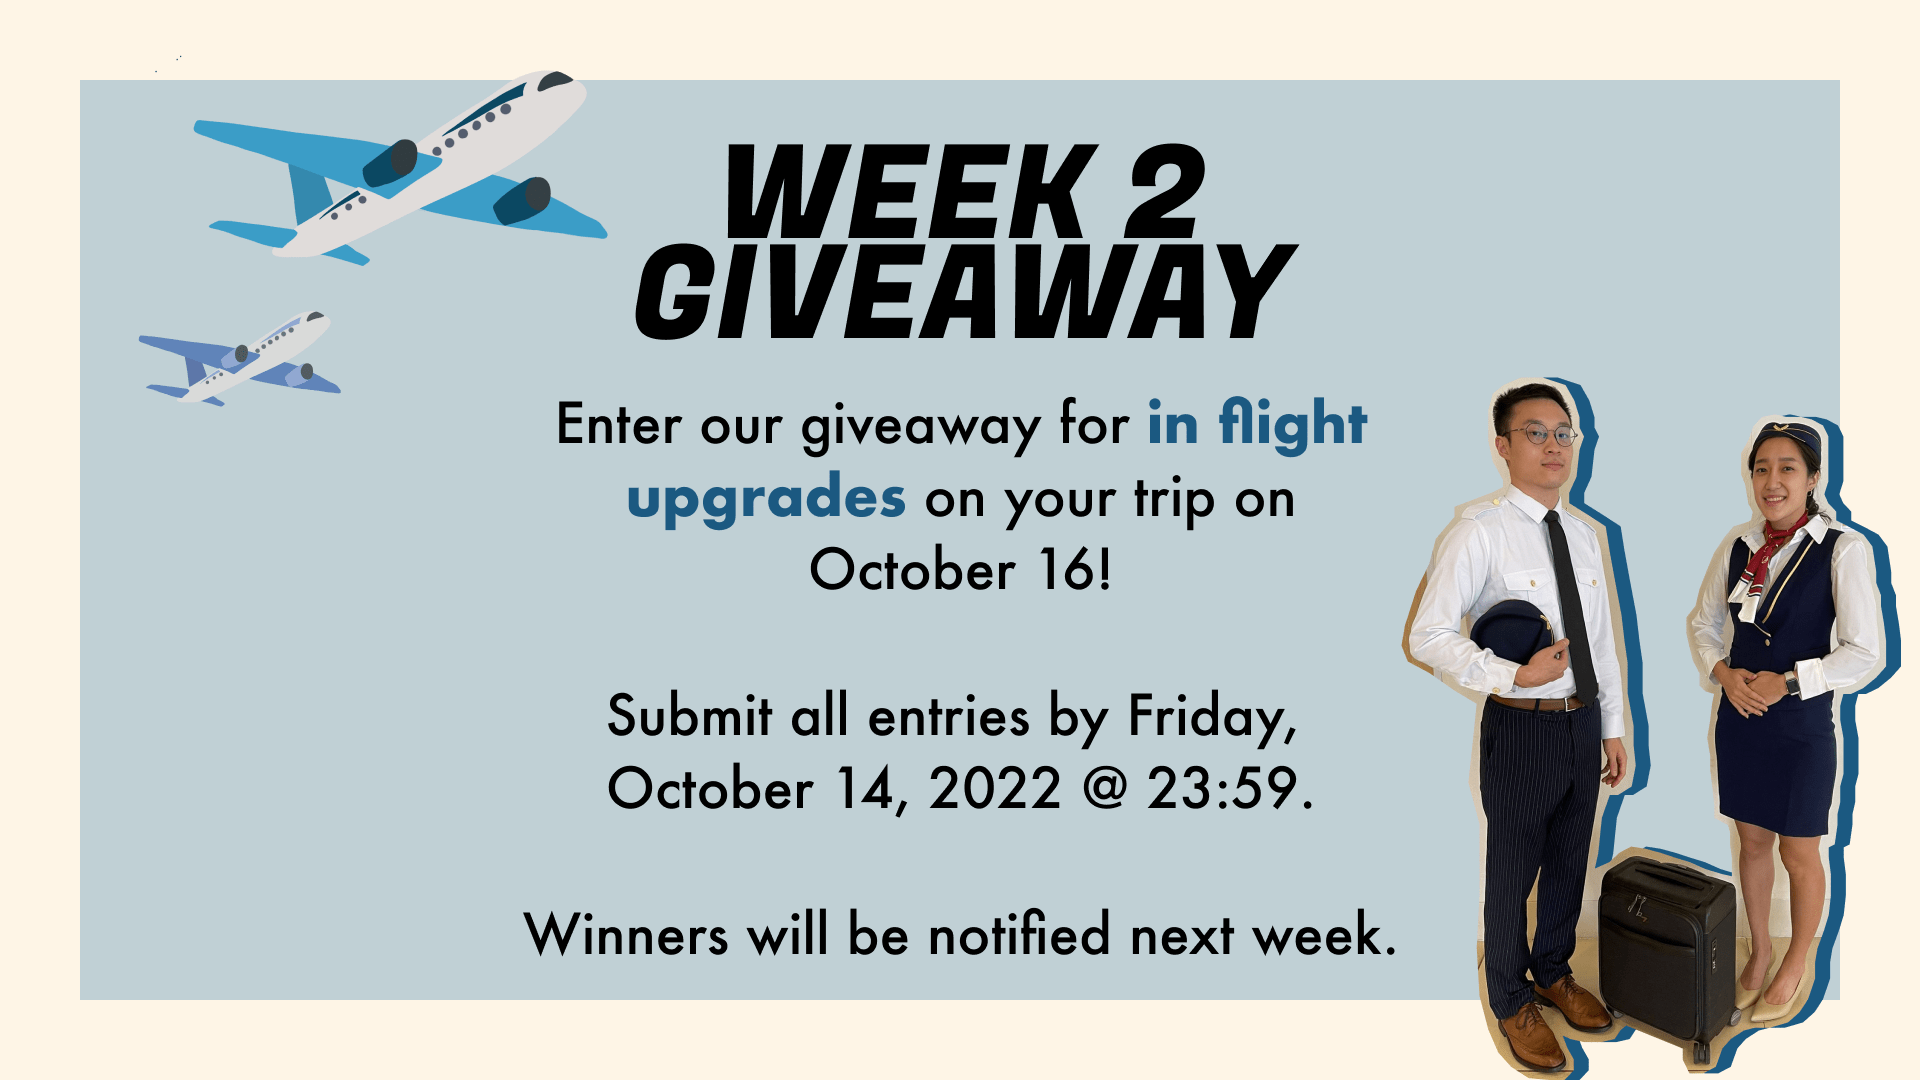 WEEK 2
GIVEAWAY
Enter our giveaway for in flight
upgrades on your trip on
October 16!
Submit all entries by Friday,
October 14, 2022 @ 23:59.
Winners will be notified next week.